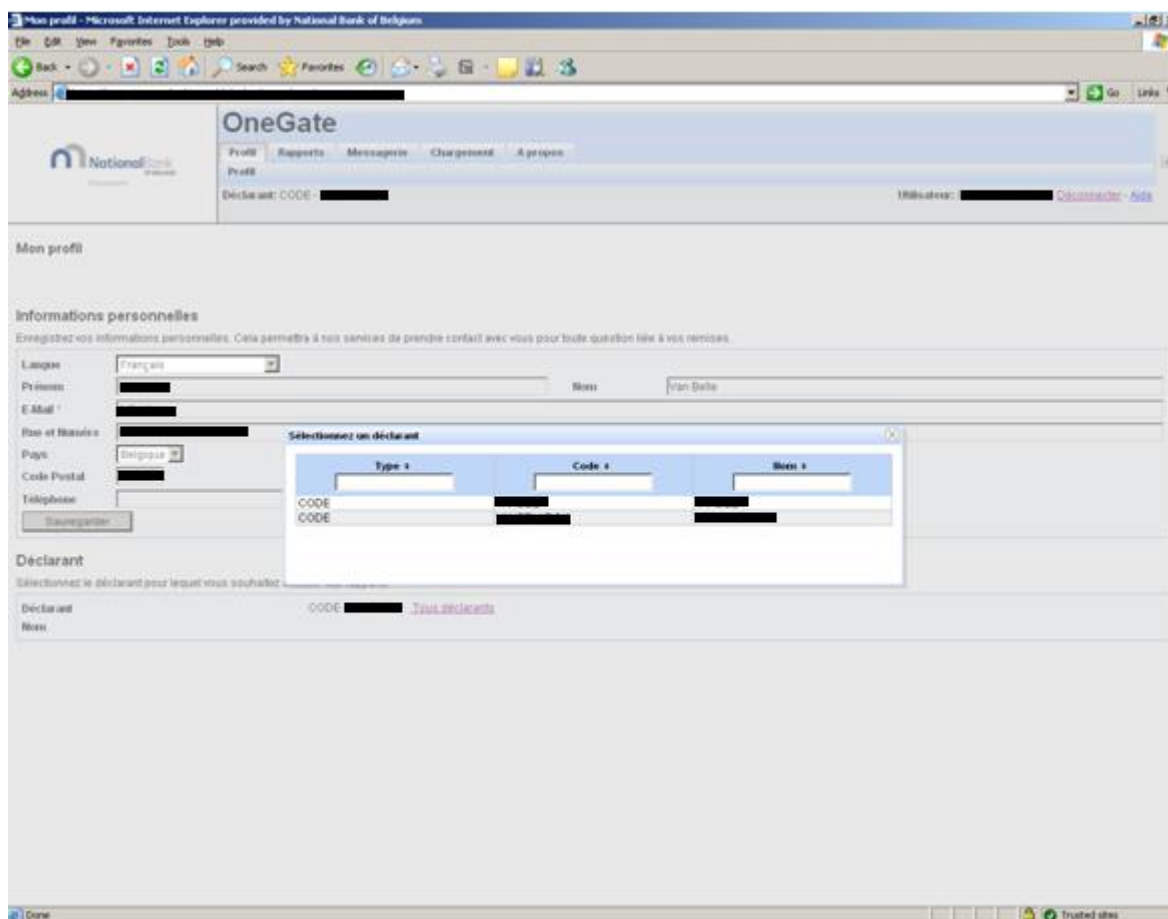 Mon profil - Microsoft Internet Explorer provided by National Bank of Belgium
File Edit View Favorites Tools Help
Back Search Favorites
Address Go Links
OneGate
National
Profil Rapports Messagerie Chargement A propos
Profil
Déclarant: CODE - Utilisateur: Déconnecter - Aide
Mon profil
Informations personnelles
Enregistrez vos informations personnelles. Cela permettra à nos services de prendre contact avec vous pour toute question liée à vos remises.
Langue Français
Prénom Nom Van Belle
E-Mail *
Rue et Numéro
Sélectionnez un déclarant
Pays Belgique
Type Code Nom
Code Postal
Téléphone
CODE
CODE
Sauvegarder
Déclarant
Sélectionnez le déclarant pour lequel vous souhaitez
Déclarant CODE- Tous déclarants
Nom
Done Trusted sites